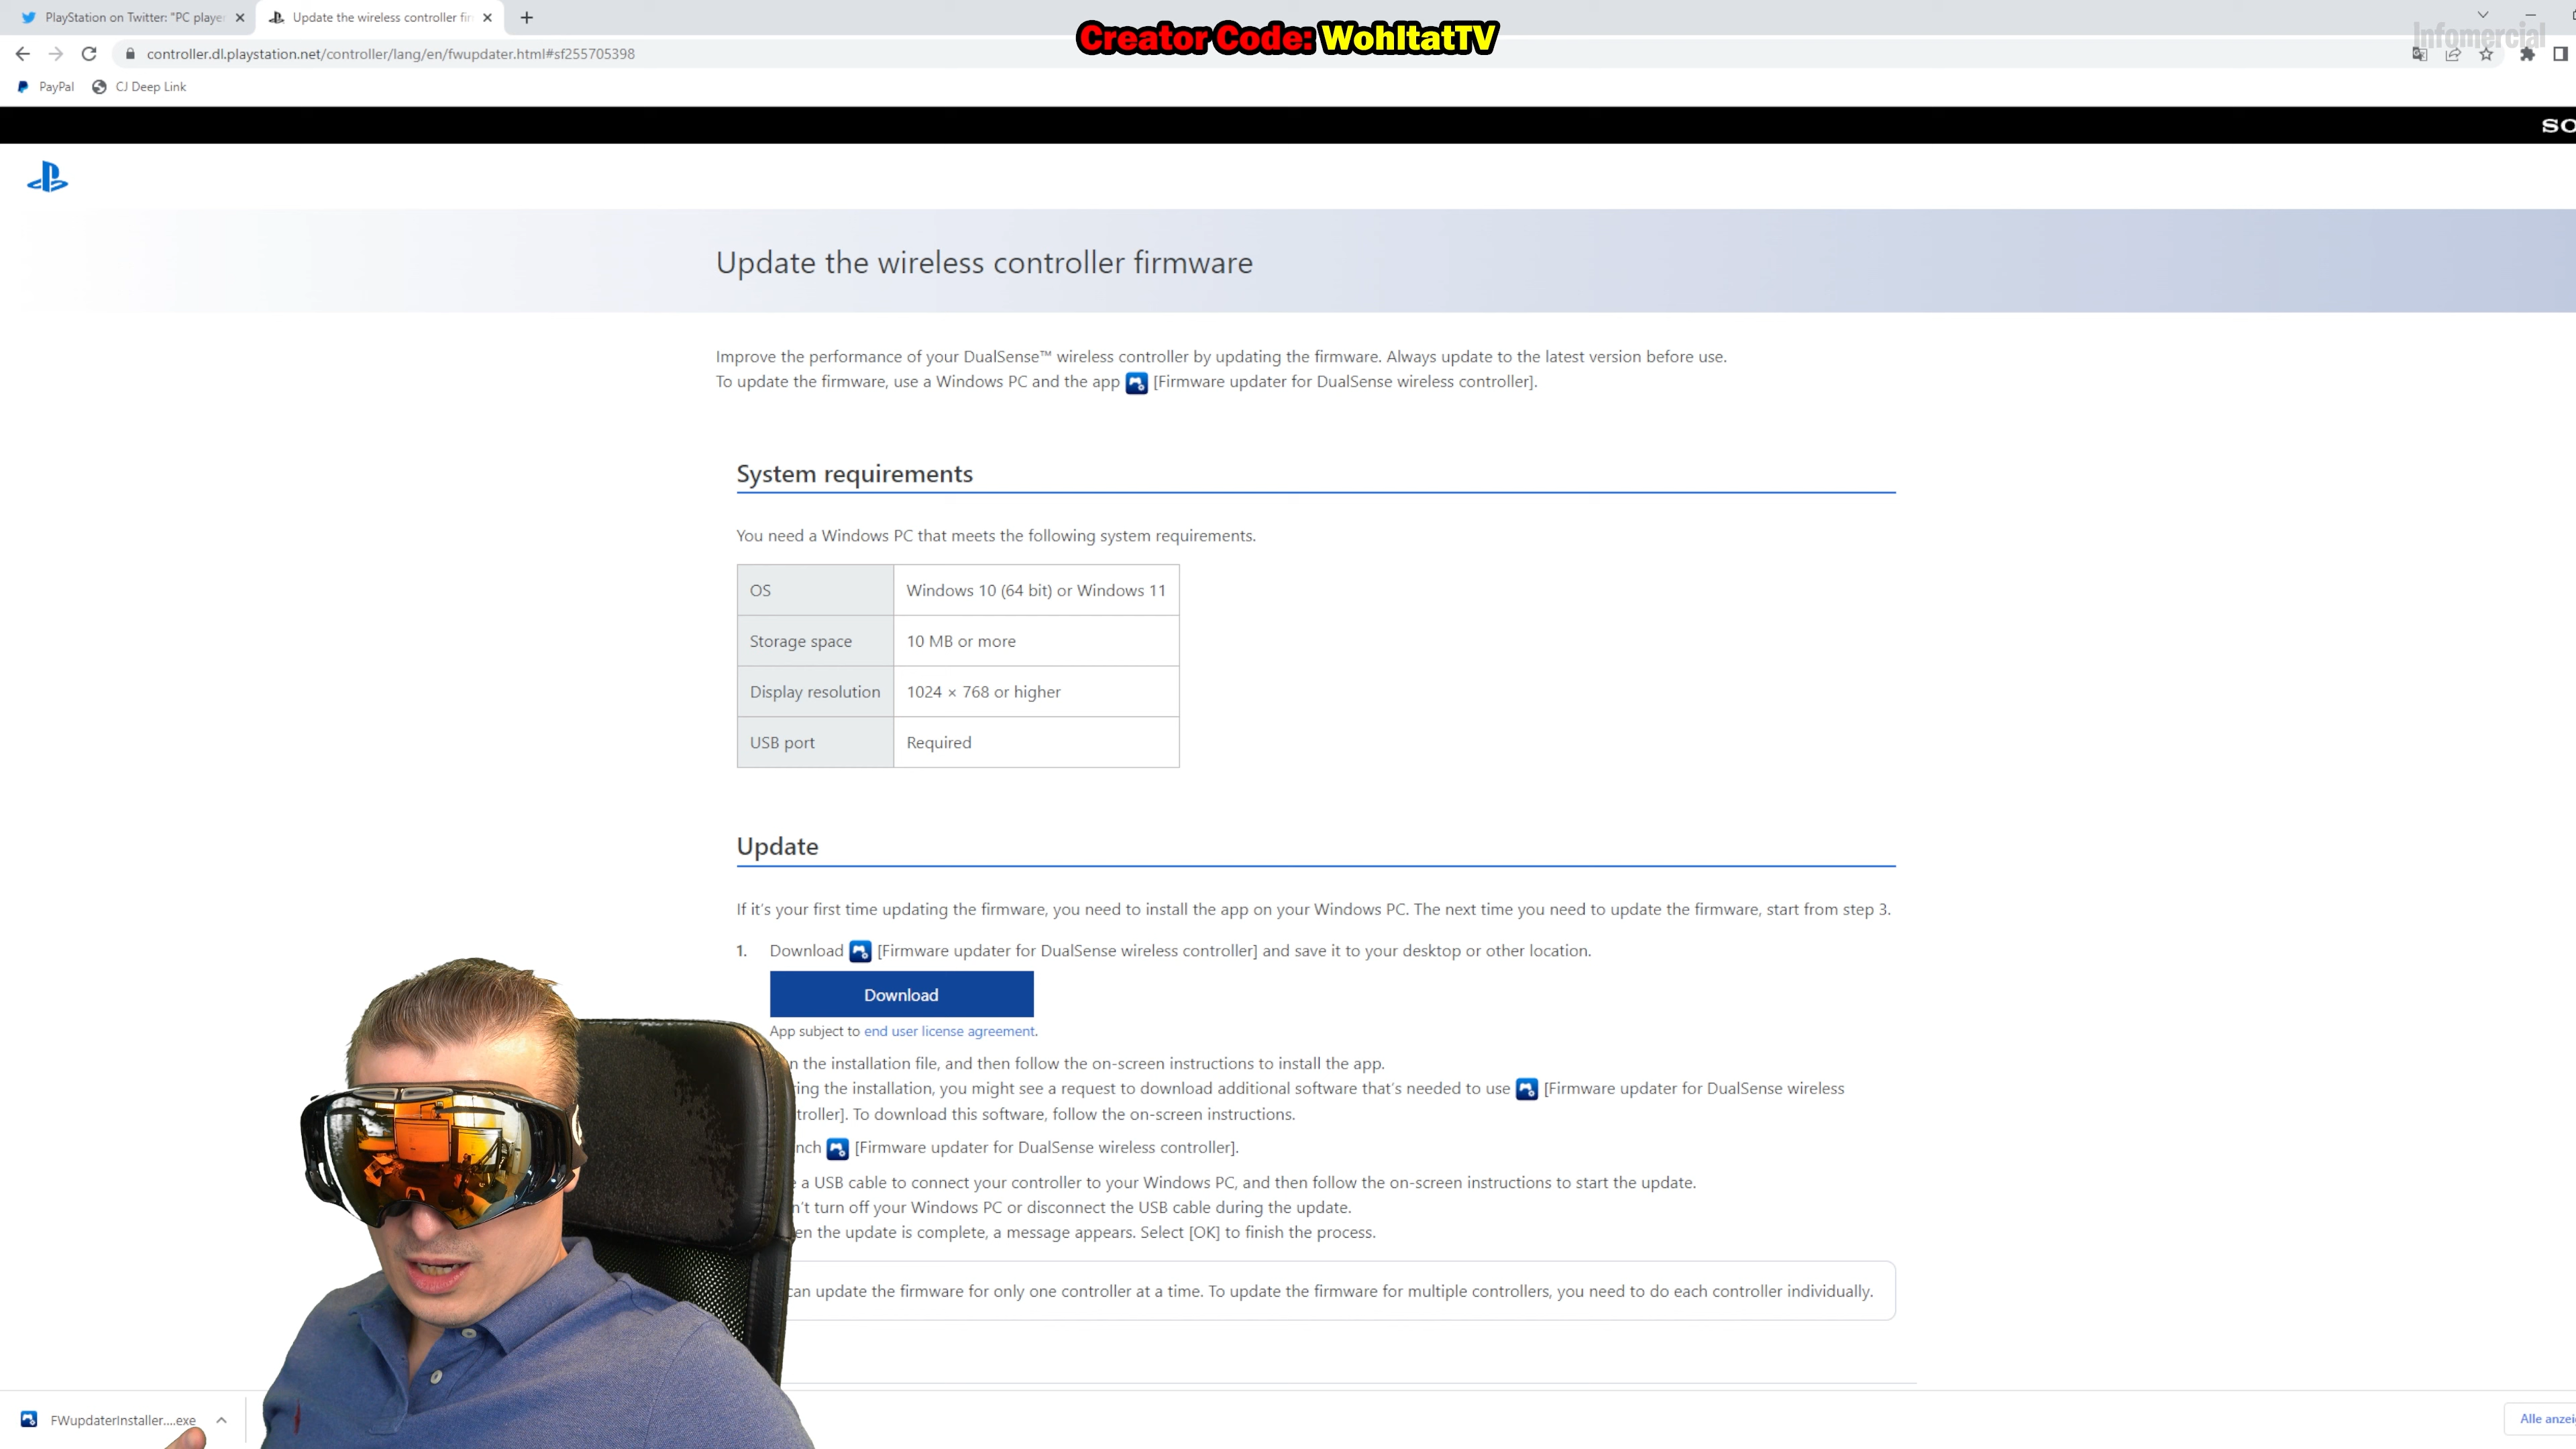 PlayStation on Twitter: "PC playe
Update the wireless controller fir
Creator Code: WohltatTV
Infomercial
controller.dl.playstation.net/controller/lang/en/fwupdater.html#sf255705398
PayPal
CJ Deep Link
SO
Update the wireless controller firmware
Improve the performance of your DualSense™ wireless controller by updating the firmware. Always update to the latest version before use.
To update the firmware, use a Windows PC and the app [Firmware updater for DualSense wireless controller].
System requirements
You need a Windows PC that meets the following system requirements.
OS Windows 10 (64 bit) or Windows 11
Storage space 10 MB or more
Display resolution 1024 × 768 or higher
USB port Required
Update
If it's your first time updating the firmware, you need to install the app on your Windows PC. The next time you need to update the firmware, start from step 3.
1. Download [Firmware updater for DualSense wireless controller] and save it to your desktop or other location.
Download
App subject to end user license agreement.
n the installation file, and then follow the on-screen instructions to install the app.
ing the installation, you might see a request to download additional software that's needed to use [Firmware updater for DualSense wireless
troller]. To download this software, follow the on-screen instructions.
nch [Firmware updater for DualSense wireless controller].
e a USB cable to connect your controller to your Windows PC, and then follow the on-screen instructions to start the update.
n't turn off your Windows PC or disconnect the USB cable during the update.
en the update is complete, a message appears. Select [OK] to finish the process.
can update the firmware for only one controller at a time. To update the firmware for multiple controllers, you need to do each controller individually.
FWupdaterInstaller....exe
Alle anzei